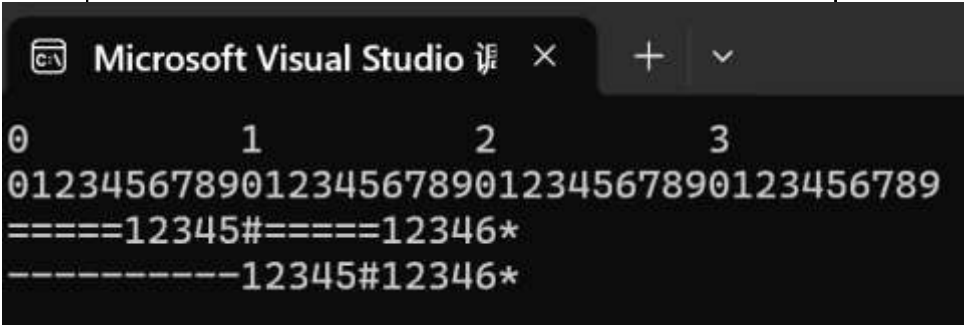 Microsoft Visual Studio
0         1         2         3
0123456789012345678901234567890123456789
=====12345#=====12346*
----------12345#12346*